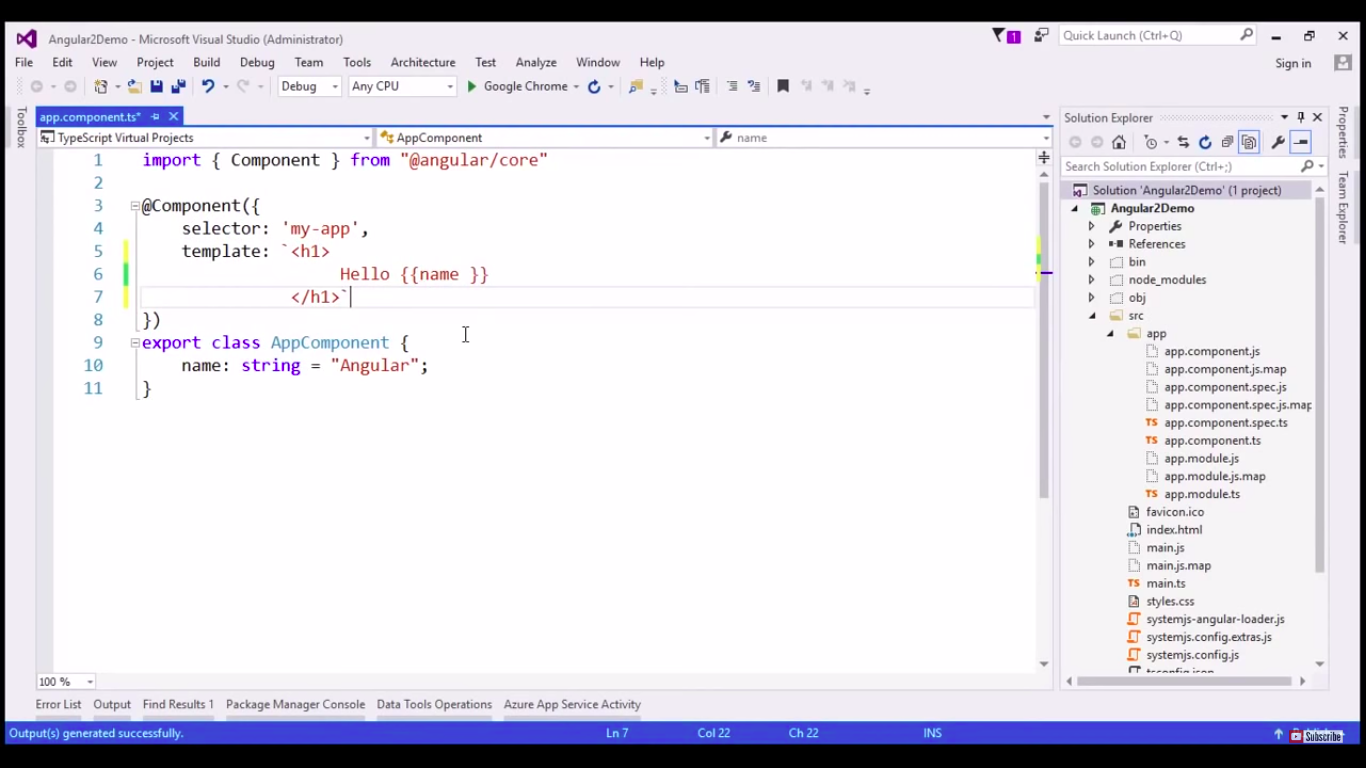 Angular2Demo - Microsoft Visual Studio (Administrator)
1
Quick Launch (Ctrl+Q)
File Edit View Project Build Debug Team Tools Architecture Test Analyze Window Help
Sign in
Debug Any CPU Google Chrome
Toolbox
app.component.ts*
TypeScript Virtual Projects AppComponent name
1 import { Component } from "@angular/core"
2
3 @Component({
4 selector: 'my-app',
5 template: `<h1>
6 Hello {{name }}
7 </h1>`
8 })
9 export class AppComponent {
10 name: string = "Angular";
11 }
100 %
Solution Explorer
Search Solution Explorer (Ctrl+;)
Solution 'Angular2Demo' (1 project)
Angular2Demo
Properties
References
bin
node_modules
obj
src
app
app.component.js
app.component.js.map
app.component.spec.js
app.component.spec.js.map
TS app.component.spec.ts
TS app.component.ts
app.module.js
app.module.js.map
TS app.module.ts
favicon.ico
index.html
main.js
main.js.map
TS main.ts
styles.css
systemjs-angular-loader.js
systemjs.config.extras.js
systemjs.config.js
Properties
Team Explorer
Error List Output Find Results 1 Package Manager Console Data Tools Operations Azure App Service Activity
Output(s) generated successfully. Ln 7 Col 22 Ch 22 INS
Subscribe